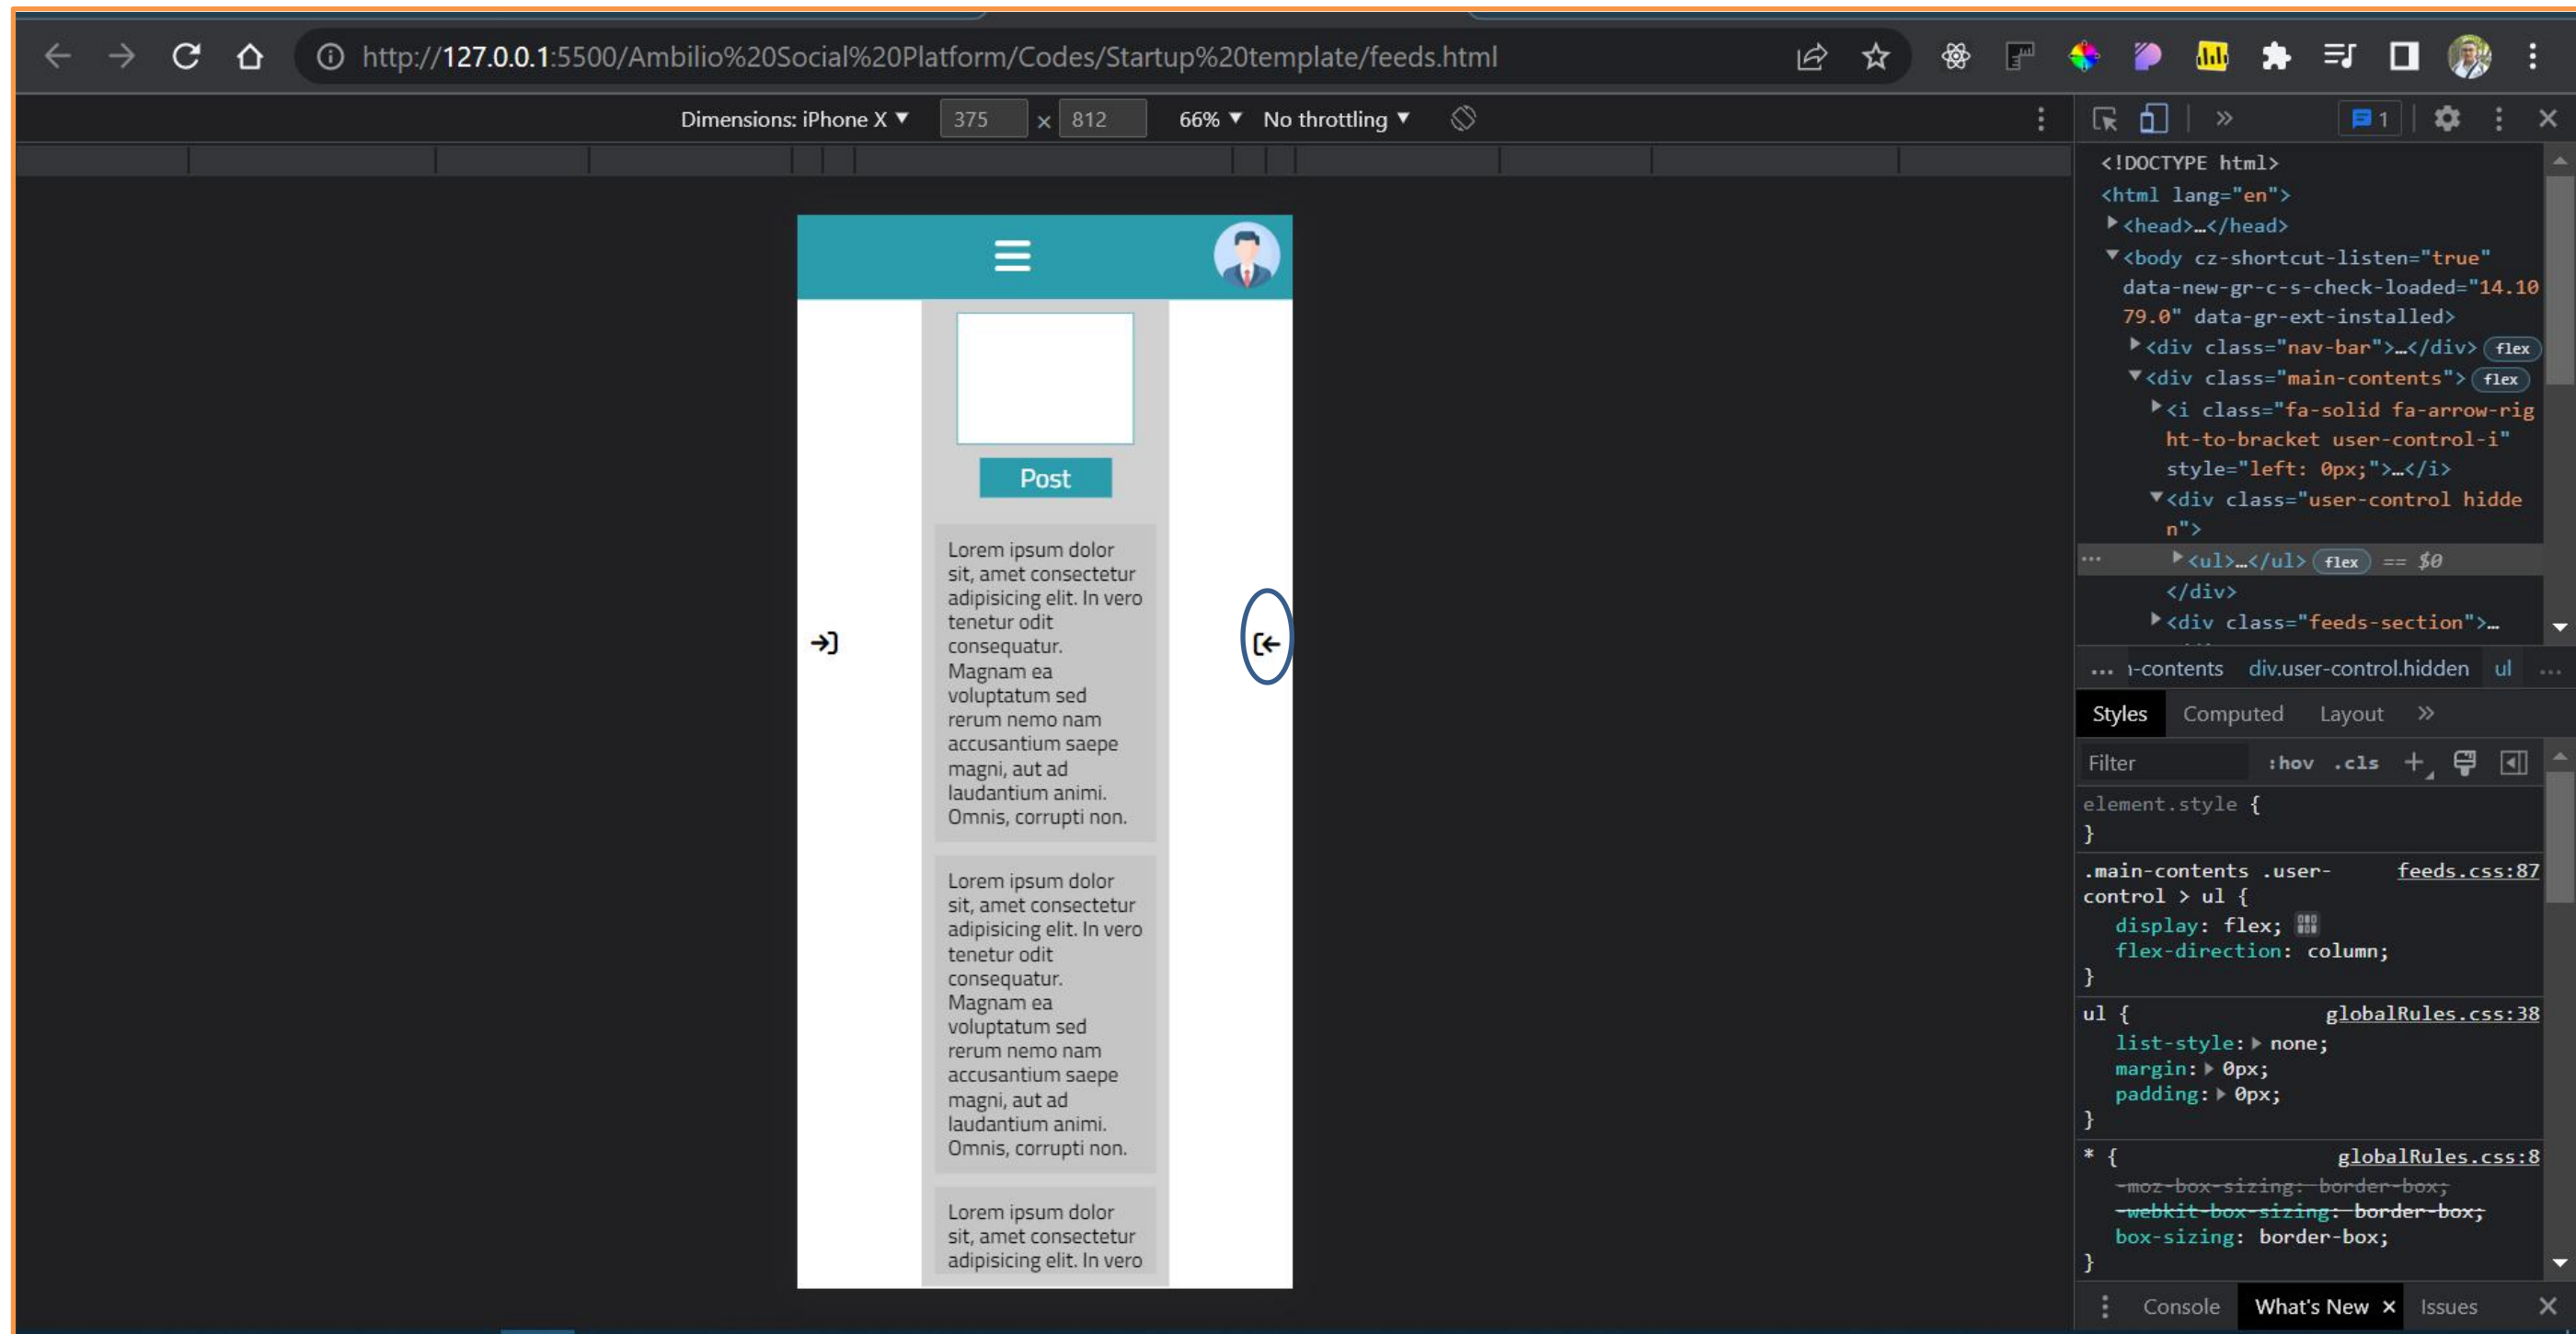 http://127.0.0.1:5500/Ambilio%20Social%20Platform/Codes/Startup%20template/feeds.html
Dimensions: iPhone X ▼ 375 × 812 66% ▼ No throttling ▼
1
Post
Lorem ipsum dolor
sit, amet consectetur
adipisicing elit. In vero
tenetur odit
consequatur.
Magnam ea
voluptatum sed
rerum nemo nam
accusantium saepe
magni, aut ad
laudantium animi.
Omnis, corrupti non.
Lorem ipsum dolor
sit, amet consectetur
adipisicing elit. In vero
tenetur odit
consequatur.
Magnam ea
voluptatum sed
rerum nemo nam
accusantium saepe
magni, aut ad
laudantium animi.
Omnis, corrupti non.
Lorem ipsum dolor
sit, amet consectetur
adipisicing elit. In vero
<!DOCTYPE html>
<html lang="en">
<head>…</head>
<body cz-shortcut-listen="true"
data-new-gr-c-s-check-loaded="14.10
79.0" data-gr-ext-installed>
<div class="nav-bar">…</div> flex
<div class="main-contents"> flex
<i class="fa-solid fa-arrow-rig
ht-to-bracket user-control-i"
style="left: 0px;">…</i>
<div class="user-control hidde
n">
… <ul>…</ul> flex == $0
</div>
<div class="feeds-section">…
… -contents div.user-control.hidden ul …
Styles Computed Layout »
Filter :hov .cls +
element.style {
}
.main-contents .user- feeds.css:87
control > ul {
display: flex;
flex-direction: column;
}
ul { globalRules.css:38
list-style: none;
margin: 0px;
padding: 0px;
}
* { globalRules.css:8
-moz-box-sizing: border-box;
-webkit-box-sizing: border-box;
box-sizing: border-box;
}
Console What's New × Issues